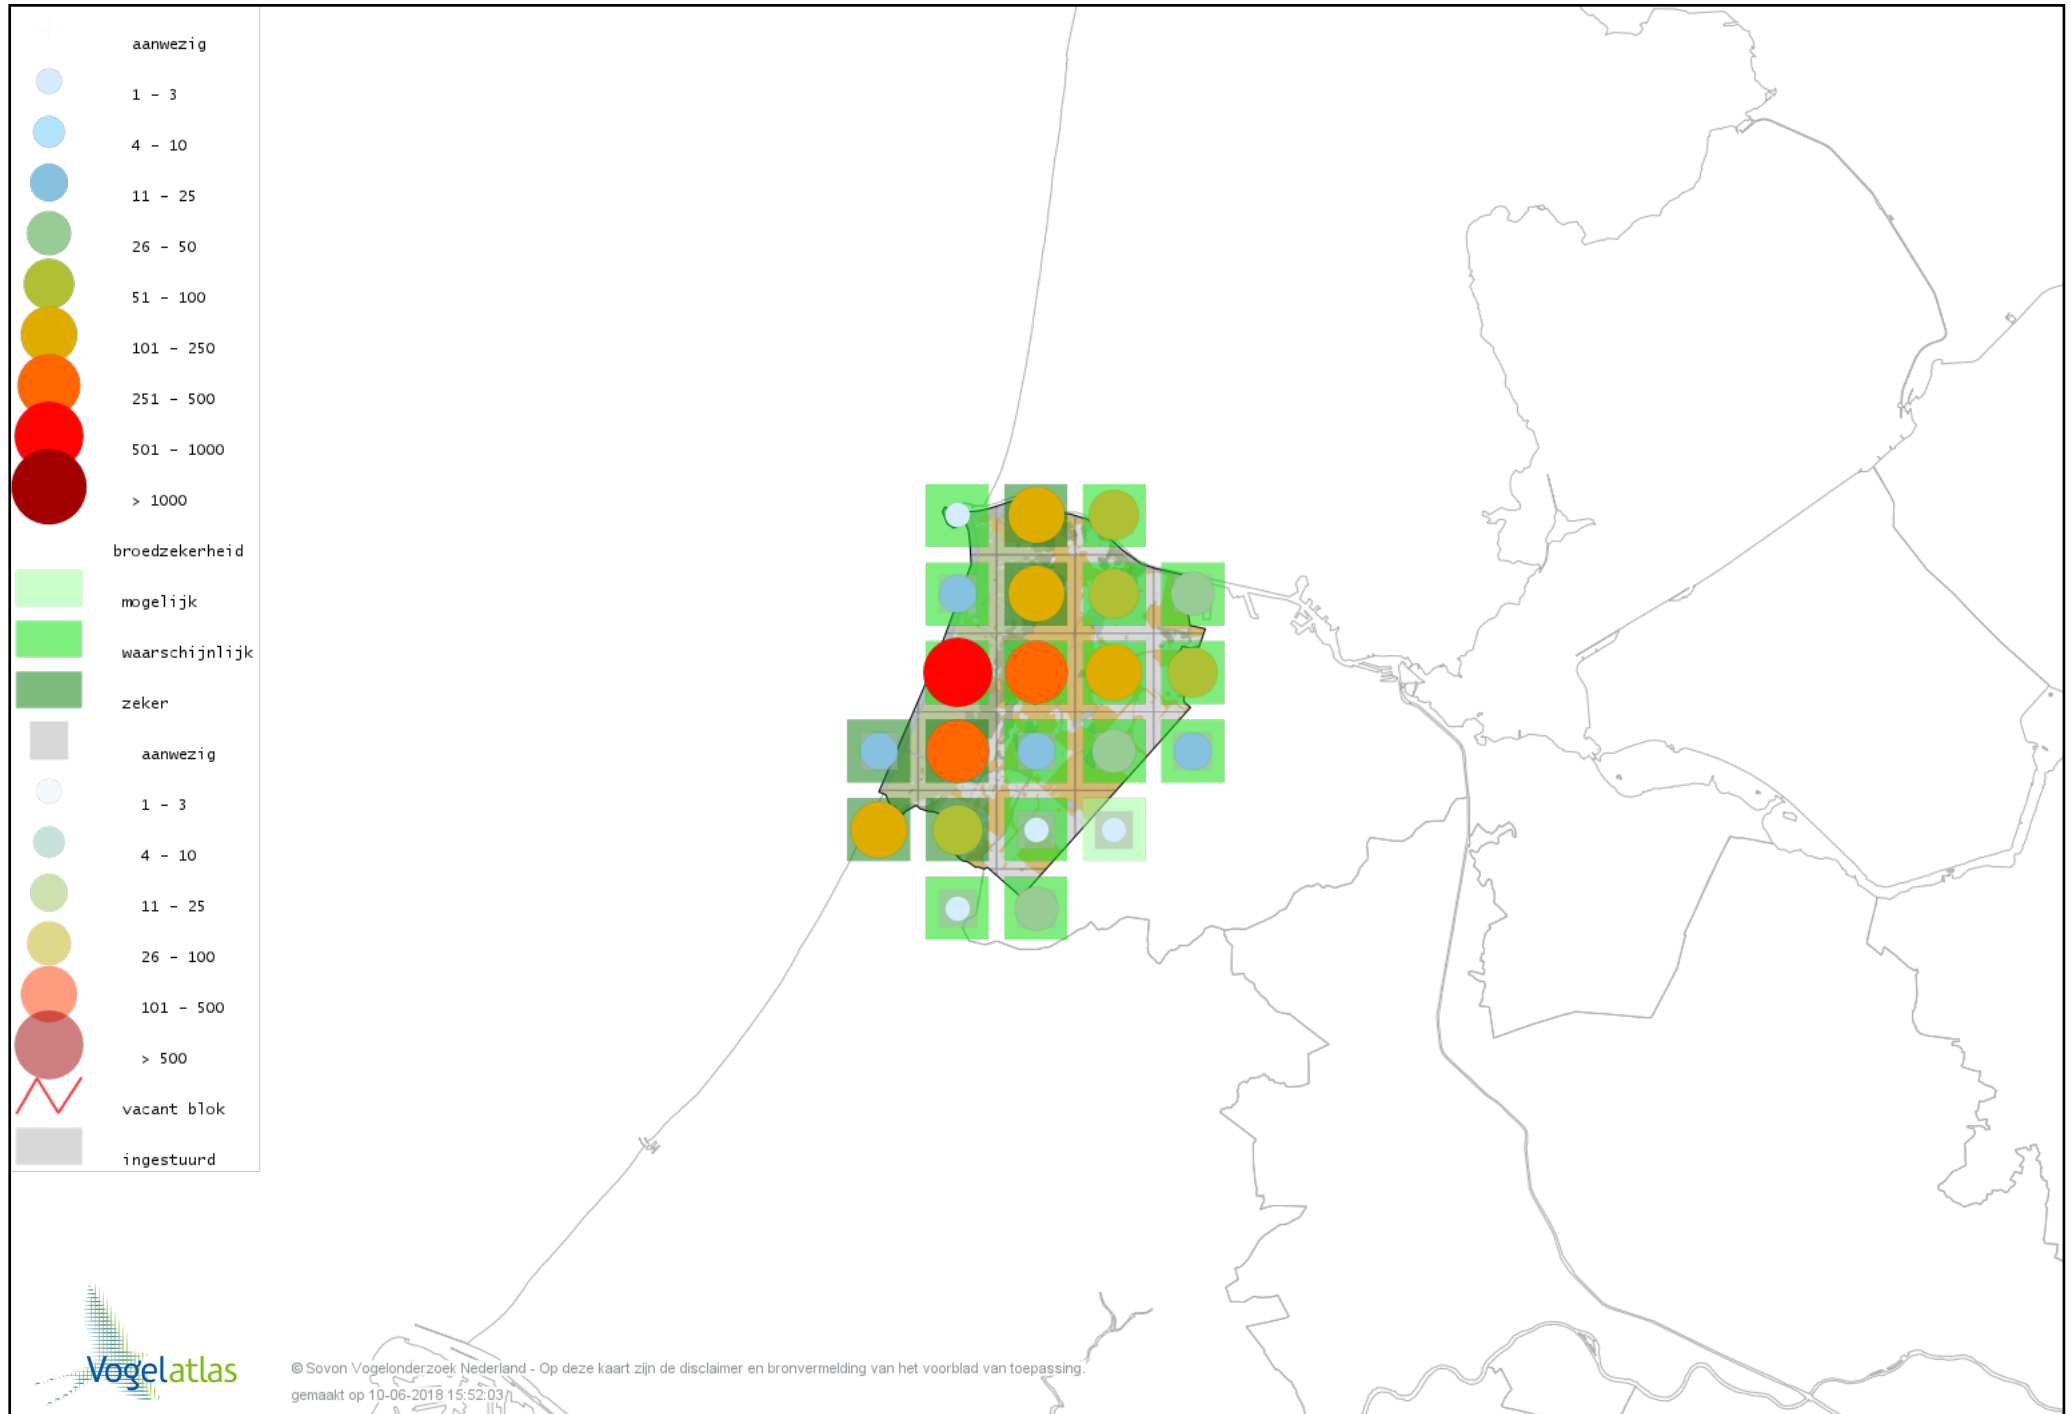 aanwezig
1 - 3
4 - 10
11 - 25
26 - 50
51 - 100
101 - 250
251 - 500
501 - 1000
> 1000
broedzekerheid
mogelijk
waarschijnlijk
zeker
aanwezig
1 - 3
4 - 10
11 - 25
26 - 100
101 - 500
> 500
vacant blok
ingestuurd
Vogelatlas
© Sovon Vogelonderzoek Nederland - Op deze kaart zijn de disclaimer en bronvermelding van het voorblad van toepassing.
gemaakt op 10-06-2018 15:52:03